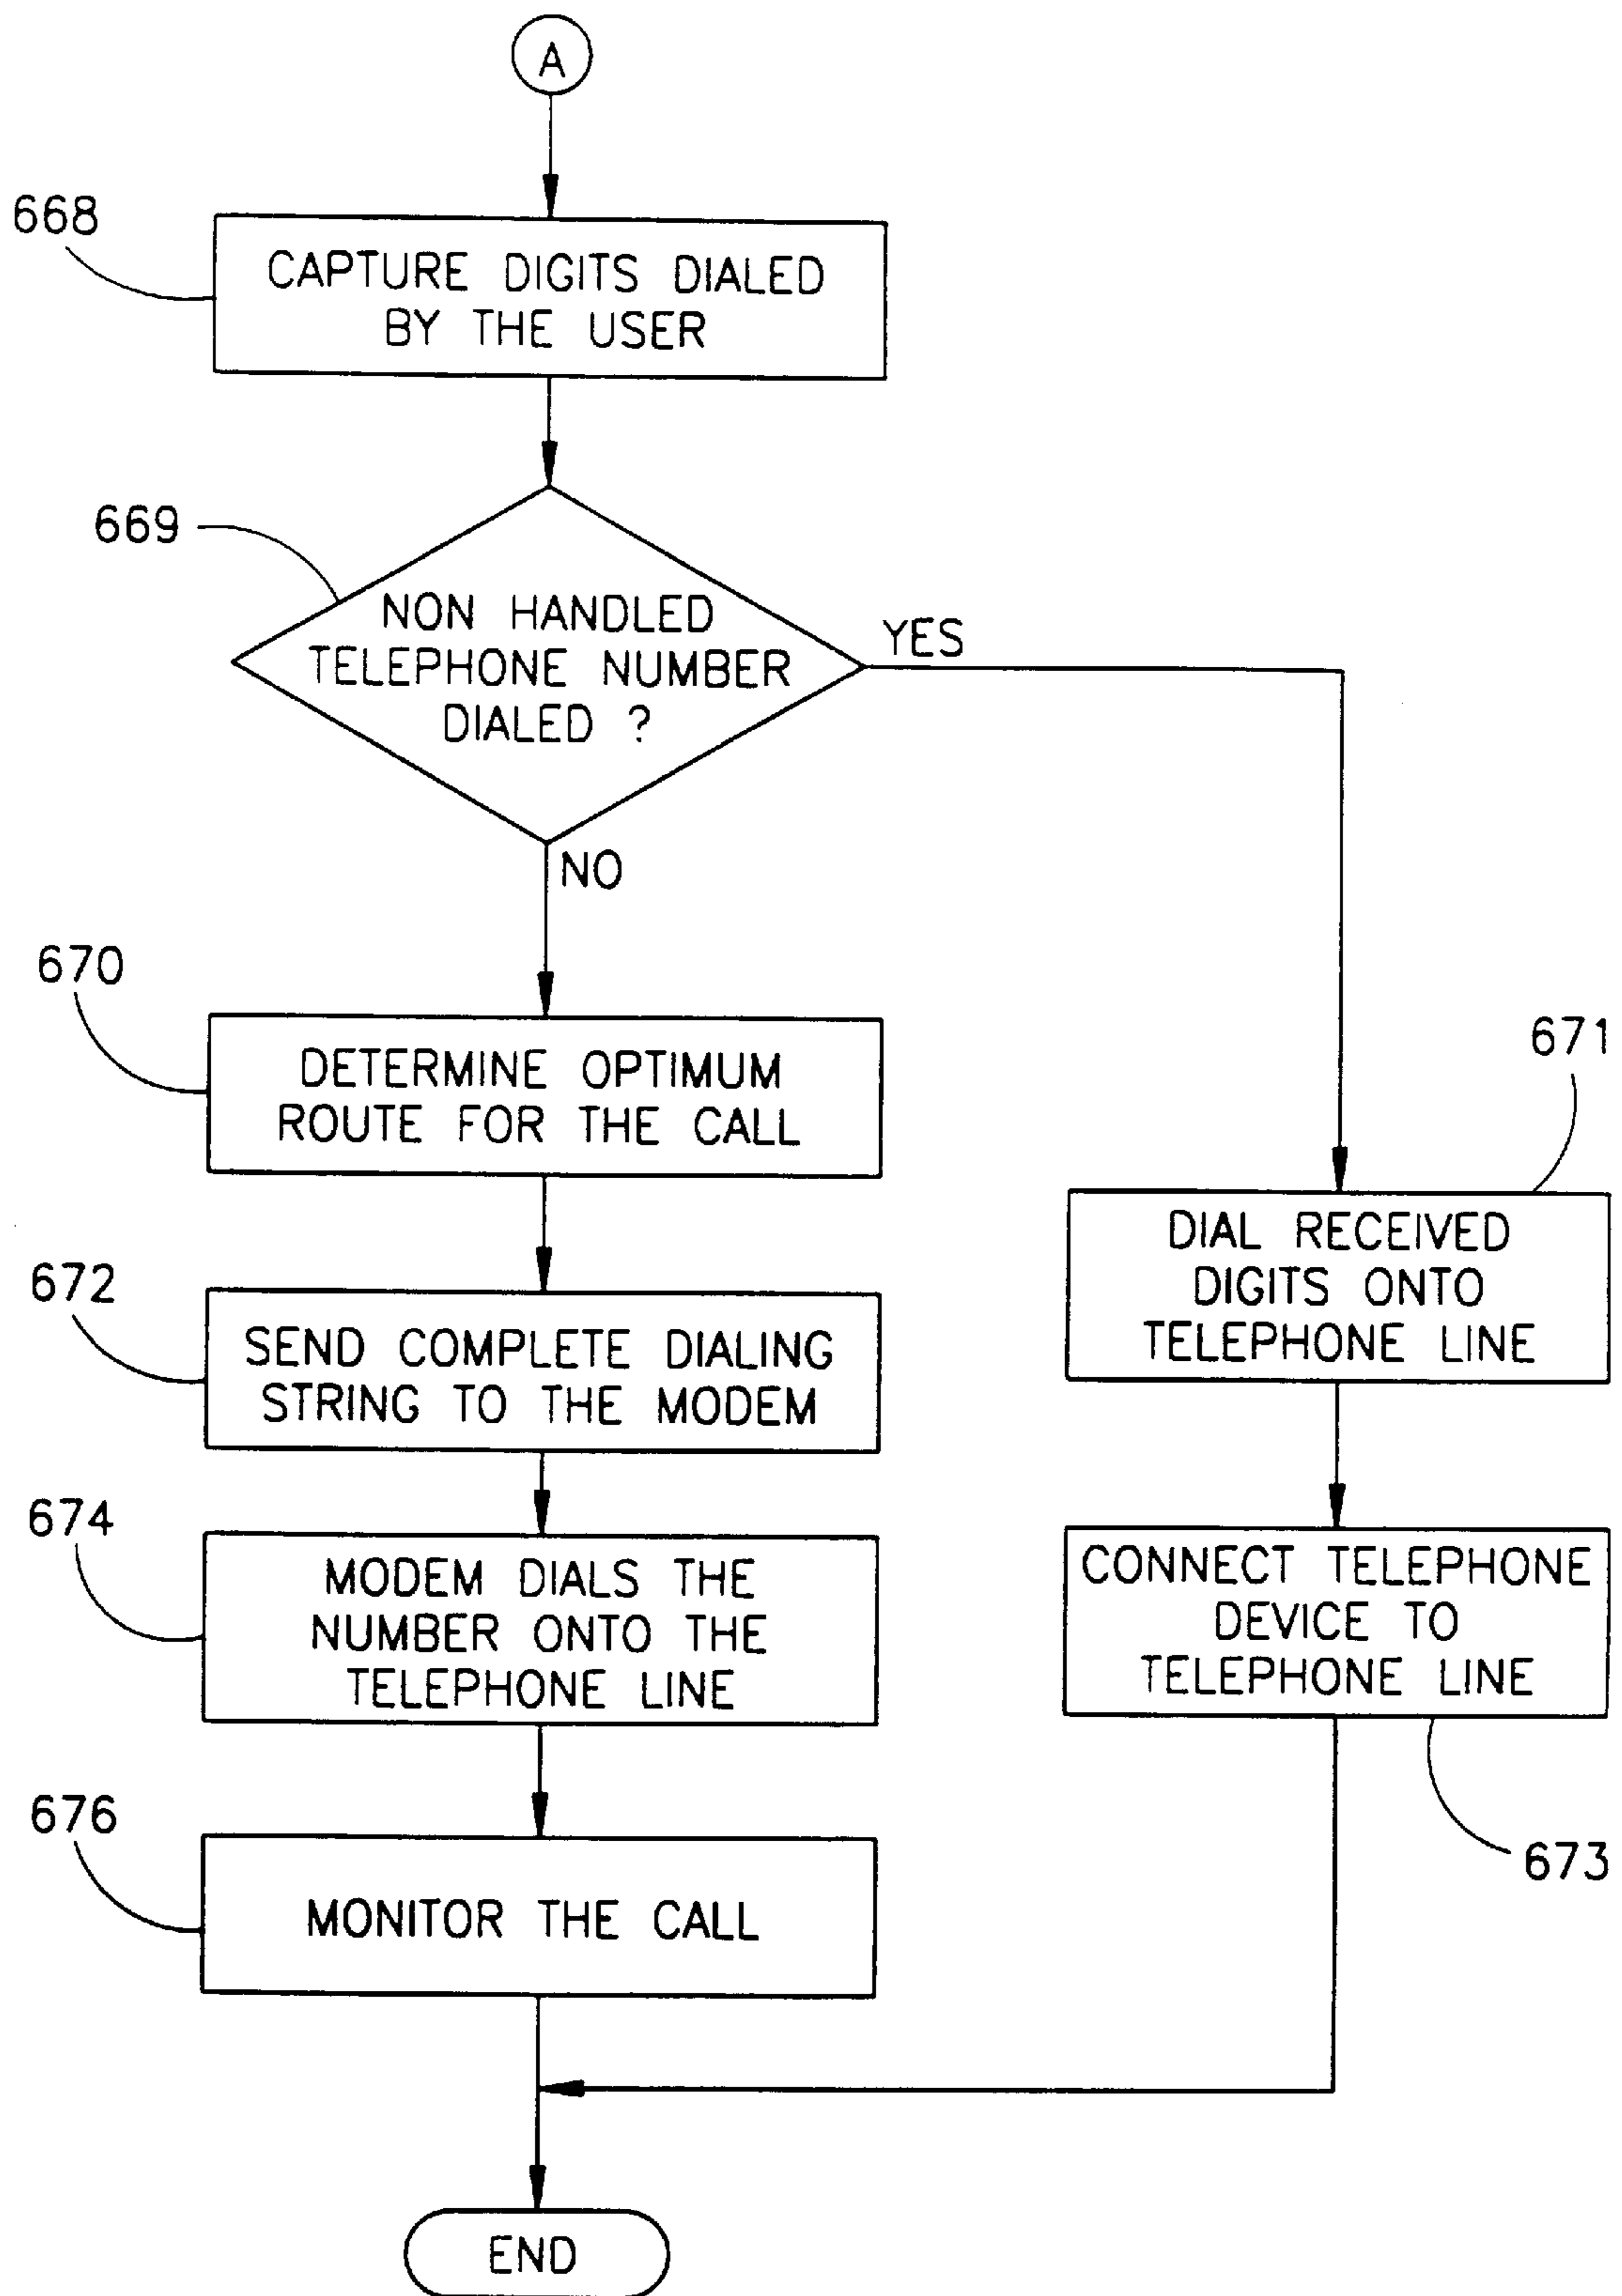 A
668
CAPTURE DIGITS DIALED
BY THE USER
669
NON HANDLED
TELEPHONE NUMBER
DIALED ?
YES
NO
670
DETERMINE OPTIMUM
ROUTE FOR THE CALL
671
DIAL RECEIVED
DIGITS ONTO
TELEPHONE LINE
672
SEND COMPLETE DIALING
STRING TO THE MODEM
674
MODEM DIALS THE
NUMBER ONTO THE
TELEPHONE LINE
CONNECT TELEPHONE
DEVICE TO
TELEPHONE LINE
673
676
MONITOR THE CALL
END